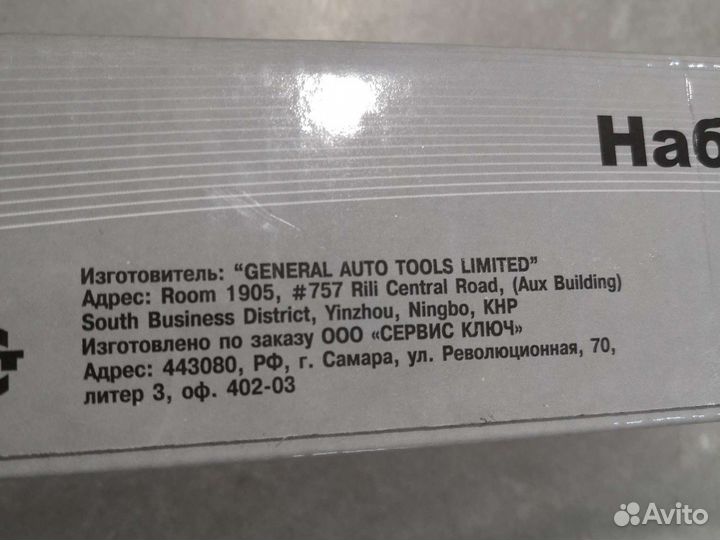 Наб
Изготовитель: “GENERAL AUTO TOOLS LIMITED”
Адрес: Room 1905, #757 Rili Central Road, (Aux Building)
South Business District, Yinzhou, Ningbo, КНР
Изготовлено по заказу ООО «СЕРВИС КЛЮЧ»
Адрес: 443080, РФ, г. Самара, ул. Революционная, 70,
литер 3, оф. 402-03
Avito